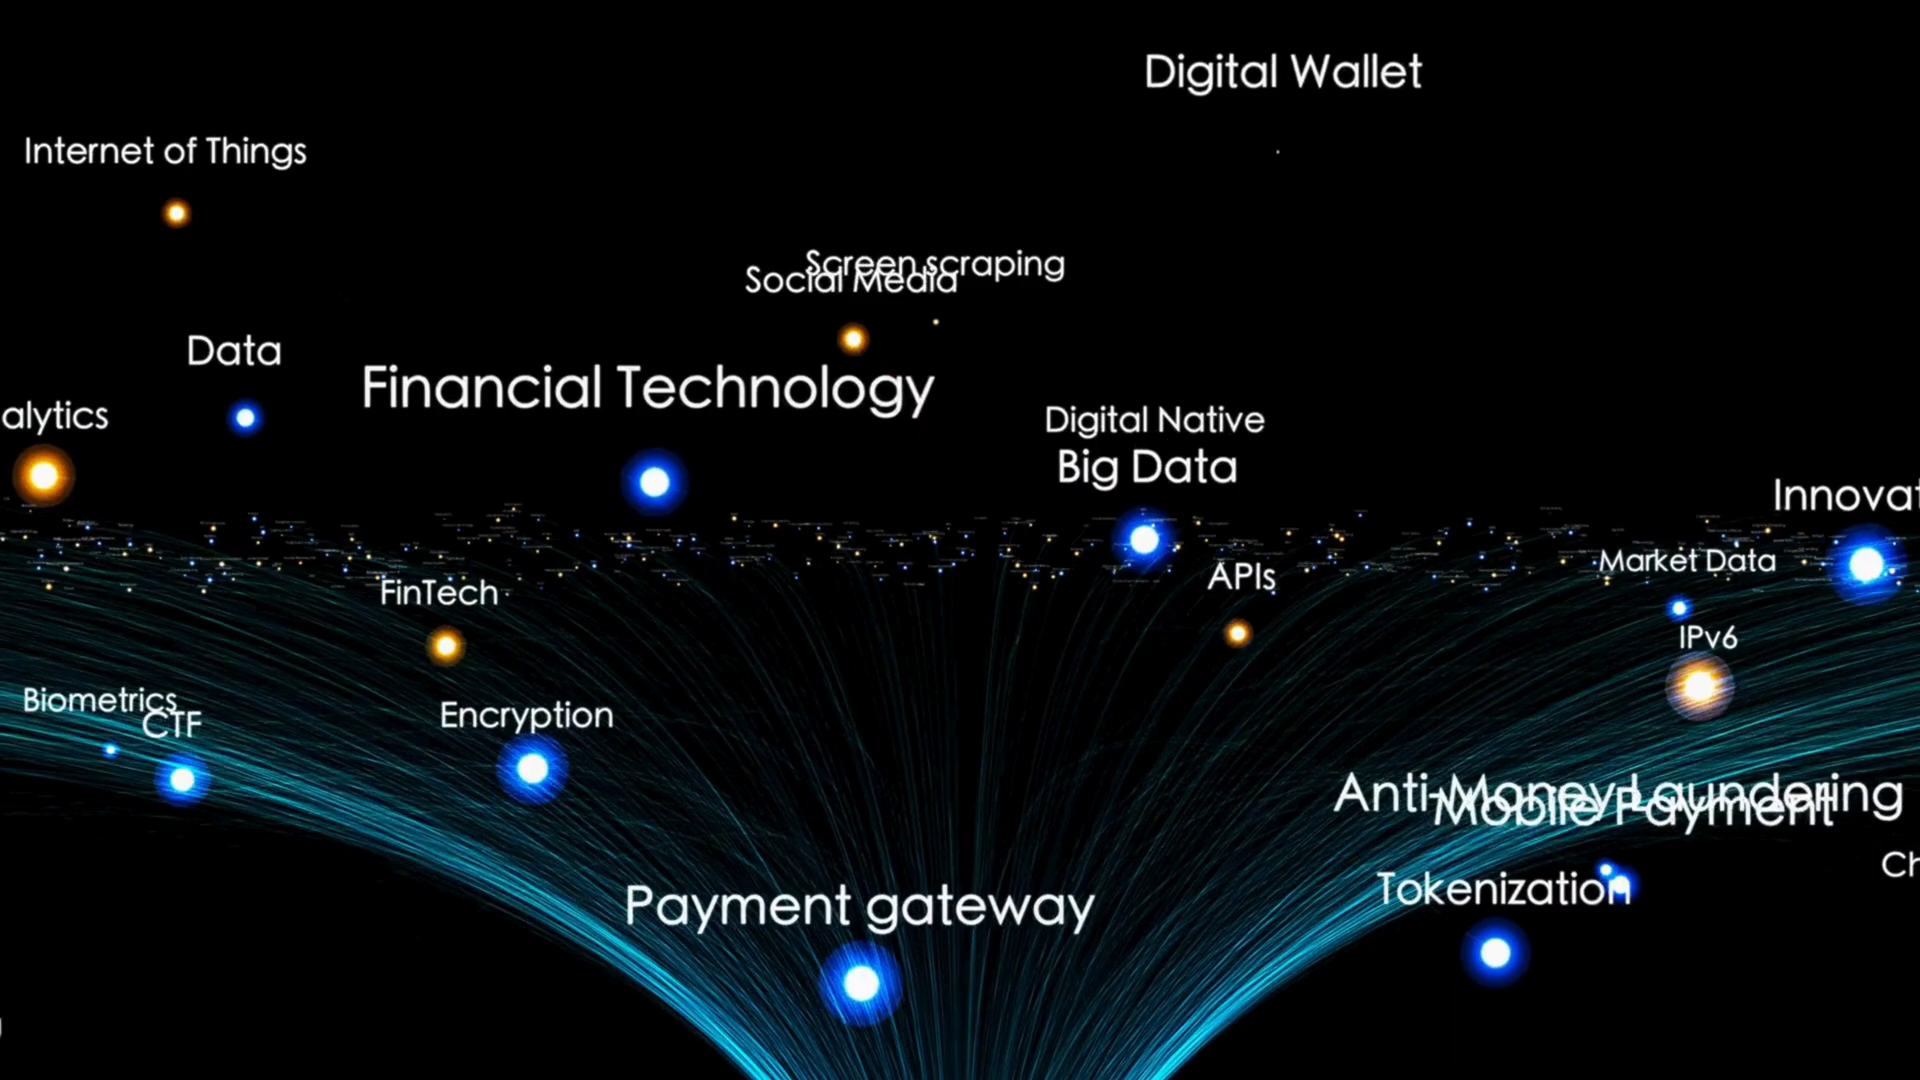 Digital Wallet
Internet of Things
Screen scraping
Social Media
Data
Financial Technology
alytics
Digital Native
Big Data
Innovat
Market Data
APIs
FinTech
IPv6
Biometrics
CTF
Encryption
Anti-Money Laundering
Mobile Payment
Ch
Tokenization
Payment gateway